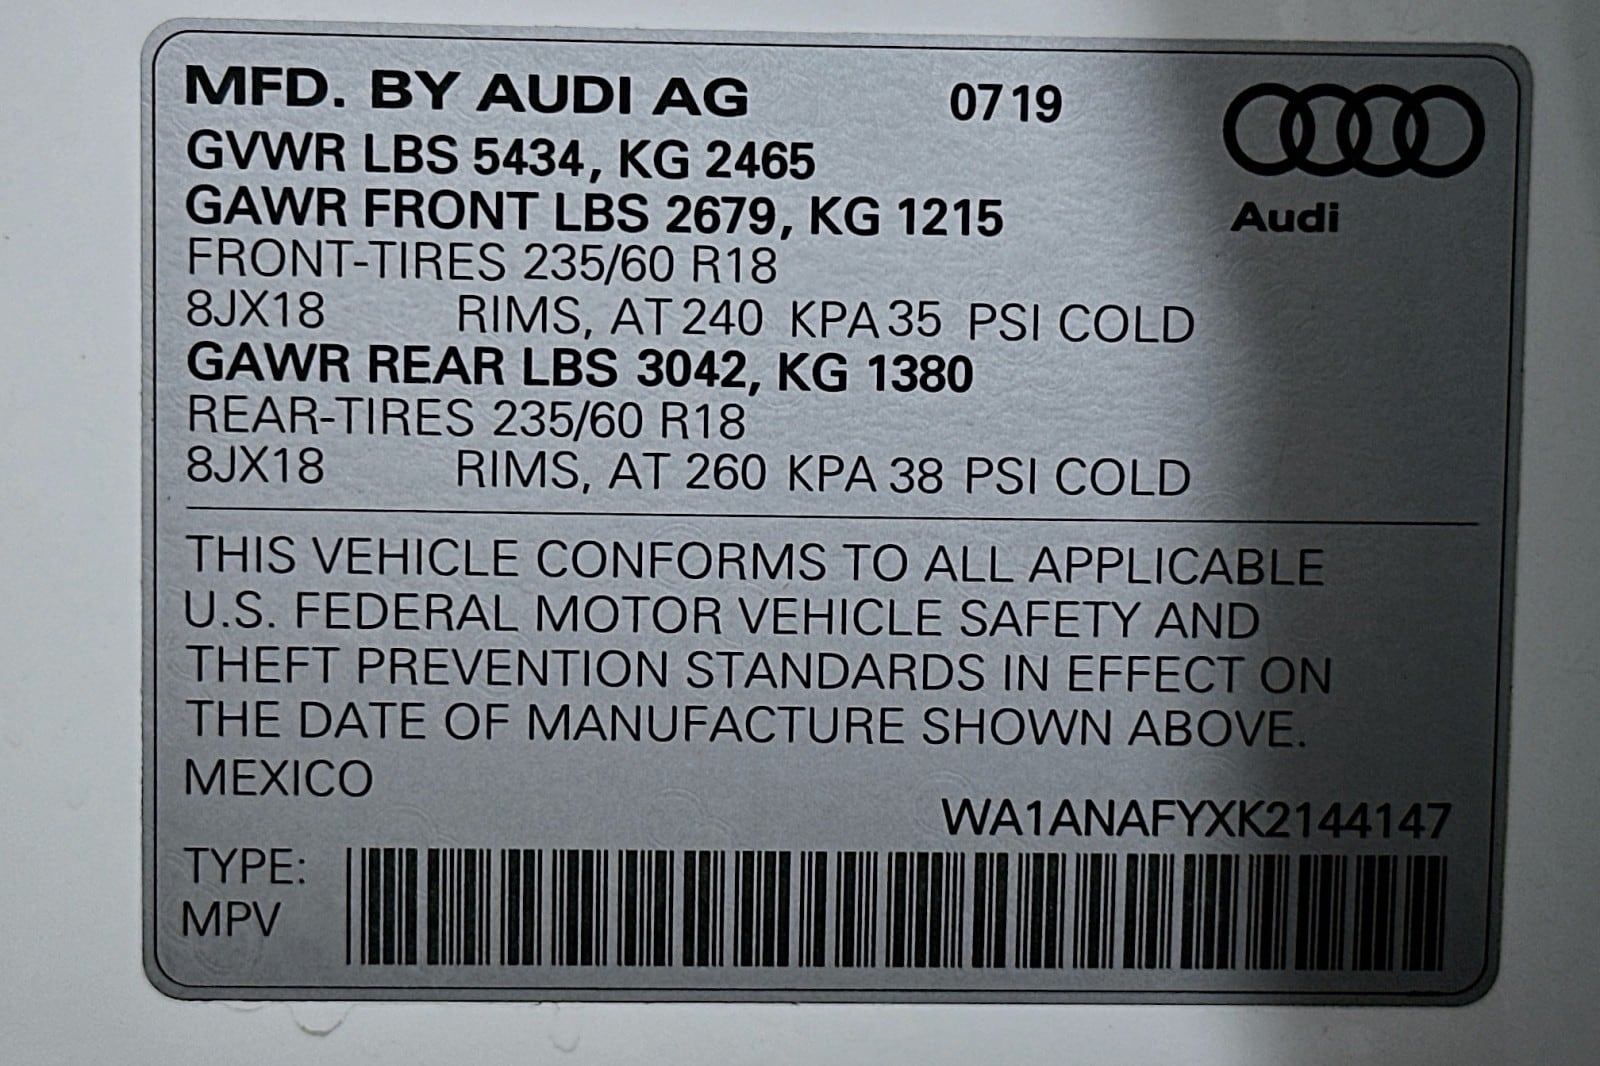 MFD. BY AUDI AG 0719
GVWR LBS 5434, KG 2465
GAWR FRONT LBS 2679, KG 1215
Audi
FRONT-TIRES 235/60 R18
8JX18 RIMS, AT 240 KPA 35 PSI COLD
GAWR REAR LBS 3042, KG 1380
REAR-TIRES 235/60 R18
8JX18 RIMS, AT 260 KPA 38 PSI COLD
THIS VEHICLE CONFORMS TO ALL APPLICABLE
U.S. FEDERAL MOTOR VEHICLE SAFETY AND
THEFT PREVENTION STANDARDS IN EFFECT ON
THE DATE OF MANUFACTURE SHOWN ABOVE.
MEXICO
WA1ANAFYXK2144147
TYPE:
MPV